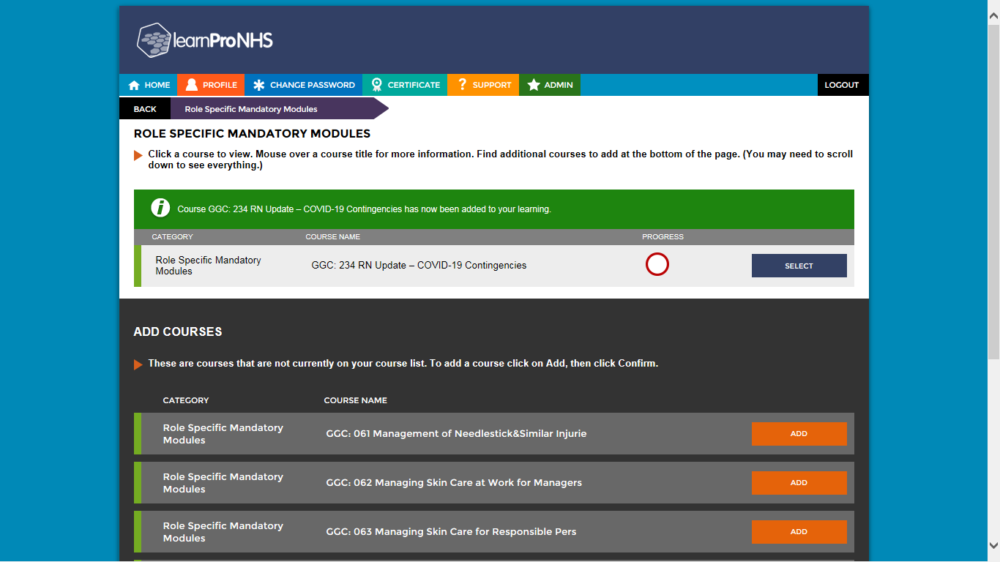 learnProNHS
HOME PROFILE CHANGE PASSWORD CERTIFICATE ? SUPPORT ADMIN LOGOUT
BACK Role Specific Mandatory Modules
ROLE SPECIFIC MANDATORY MODULES
Click a course to view. Mouse over a course title for more information. Find additional courses to add at the bottom of the page. (You may need to scroll
down to see everything.)
i Course GGC: 234 RN Update – COVID-19 Contingencies has now been added to your learning.
CATEGORY COURSE NAME PROGRESS
Role Specific Mandatory
Modules
GGC: 234 RN Update – COVID-19 Contingencies
SELECT
ADD COURSES
These are courses that are not currently on your course list. To add a course click on Add, then click Confirm.
CATEGORY COURSE NAME
Role Specific Mandatory
Modules
GGC: 061 Management of Needlestick&Similar Injurie
ADD
Role Specific Mandatory
Modules
GGC: 062 Managing Skin Care at Work for Managers
ADD
Role Specific Mandatory
Modules
GGC: 063 Managing Skin Care for Responsible Pers
ADD